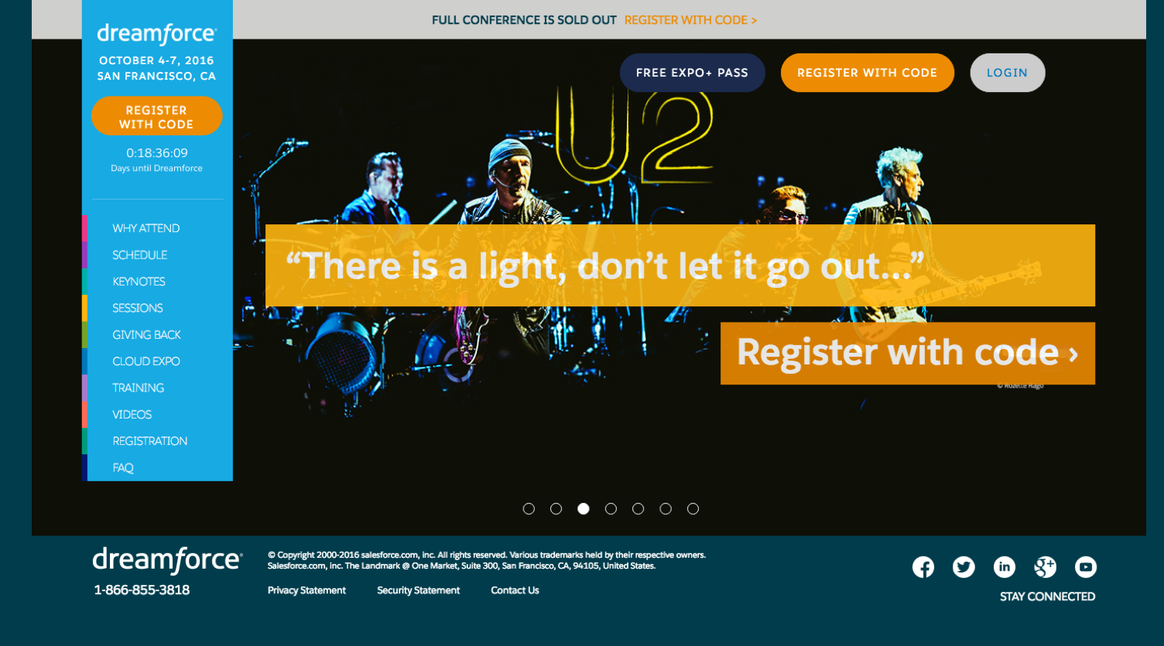 FULL CONFERENCE IS SOLD OUT REGISTER WITH CODE >
dreamforce
OCTOBER 4-7, 2016
SAN FRANCISCO, CA
REGISTER
WITH CODE
0:18:36:09
Days until Dreamforce
WHY ATTEND
SCHEDULE
KEYNOTES
SESSIONS
GIVING BACK
CLOUD EXPO
TRAINING
VIDEOS
REGISTRATION
FAQ
FREE EXPO+ PASS
REGISTER WITH CODE
LOGIN
U2
“There is a light, don’t let it go out...”
Register with code ›
© Rozette Rago
dreamforce
1-866-855-3818
© Copyright 2000-2016 salesforce.com, inc. All rights reserved. Various trademarks held by their respective owners.
Salesforce.com, inc. The Landmark @ One Market, Suite 300, San Francisco, CA, 94105, United States.
Privacy Statement Security Statement Contact Us
STAY CONNECTED